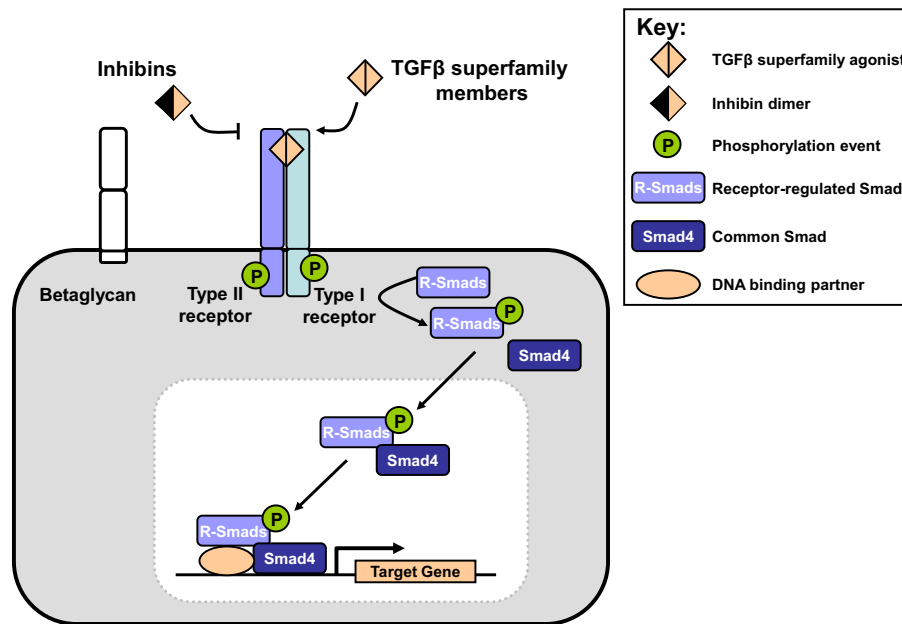 Inhibins
TGFβ superfamily
members
Betaglycan
Type II
receptor
Type I
receptor
P
P
R-Smads
R-Smads
P
Smad4
R-Smads
P
Smad4
R-Smads
P
Smad4
Target Gene
Key:
TGFβ superfamily agonist
Inhibin dimer
P
Phosphorylation event
R-Smads
Receptor-regulated Smad
Smad4
Common Smad
DNA binding partner